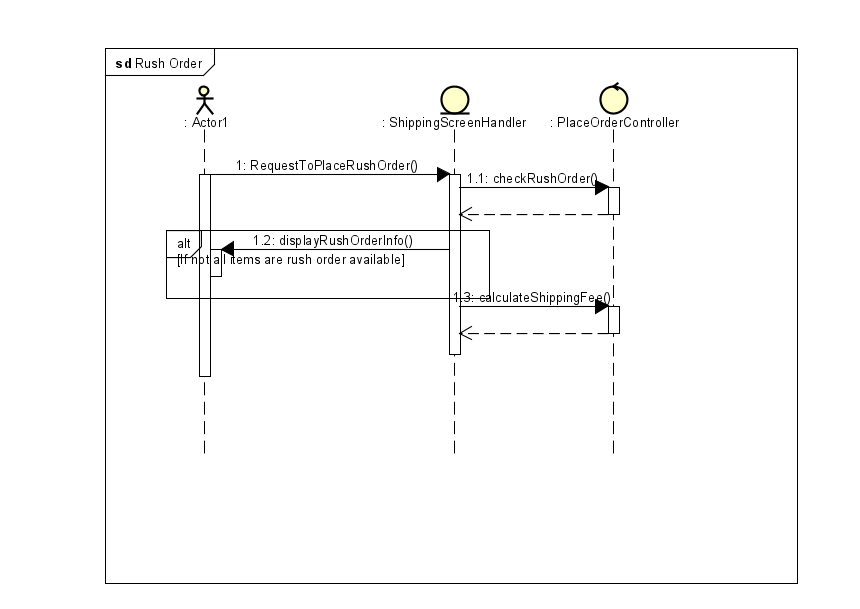 sd Rush Order
: Actor1
: ShippingScreenHandler
: PlaceOrderController
1: RequestToPlaceRushOrder()
1.1: checkRushOrder()
alt
1.2: displayRushOrderInfo()
[If not all items are rush order available]
1.3: calculateShippingFee()